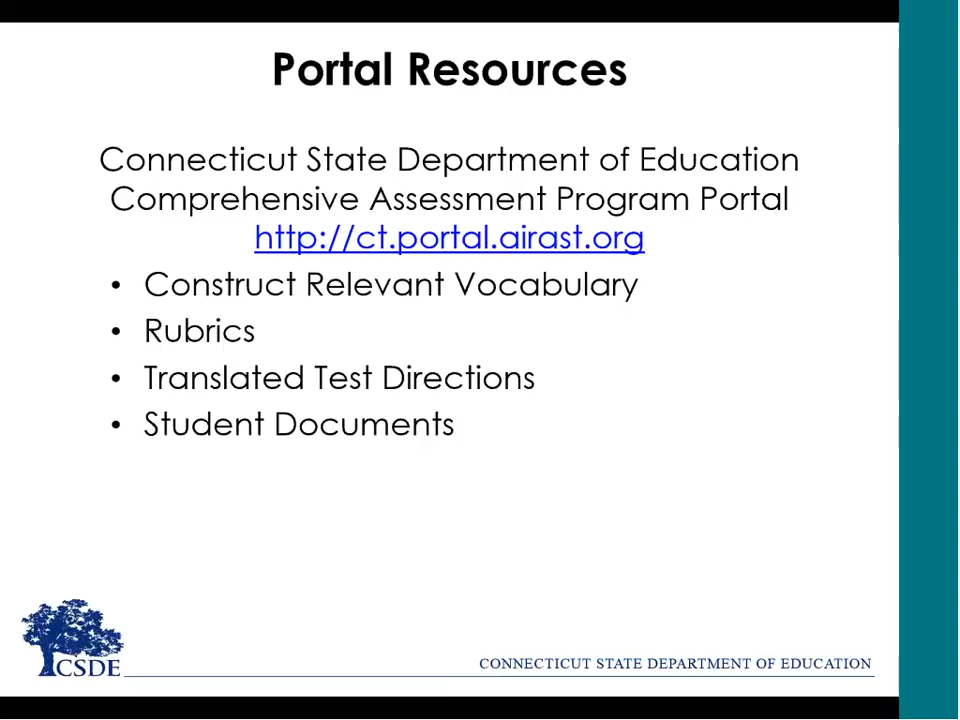 Portal Resources
Connecticut State Department of Education
Comprehensive Assessment Program Portal
http://ct.portal.airast.org
• Construct Relevant Vocabulary
• Rubrics
• Translated Test Directions
• Student Documents
CSDE
CONNECTICUT STATE DEPARTMENT OF EDUCATION